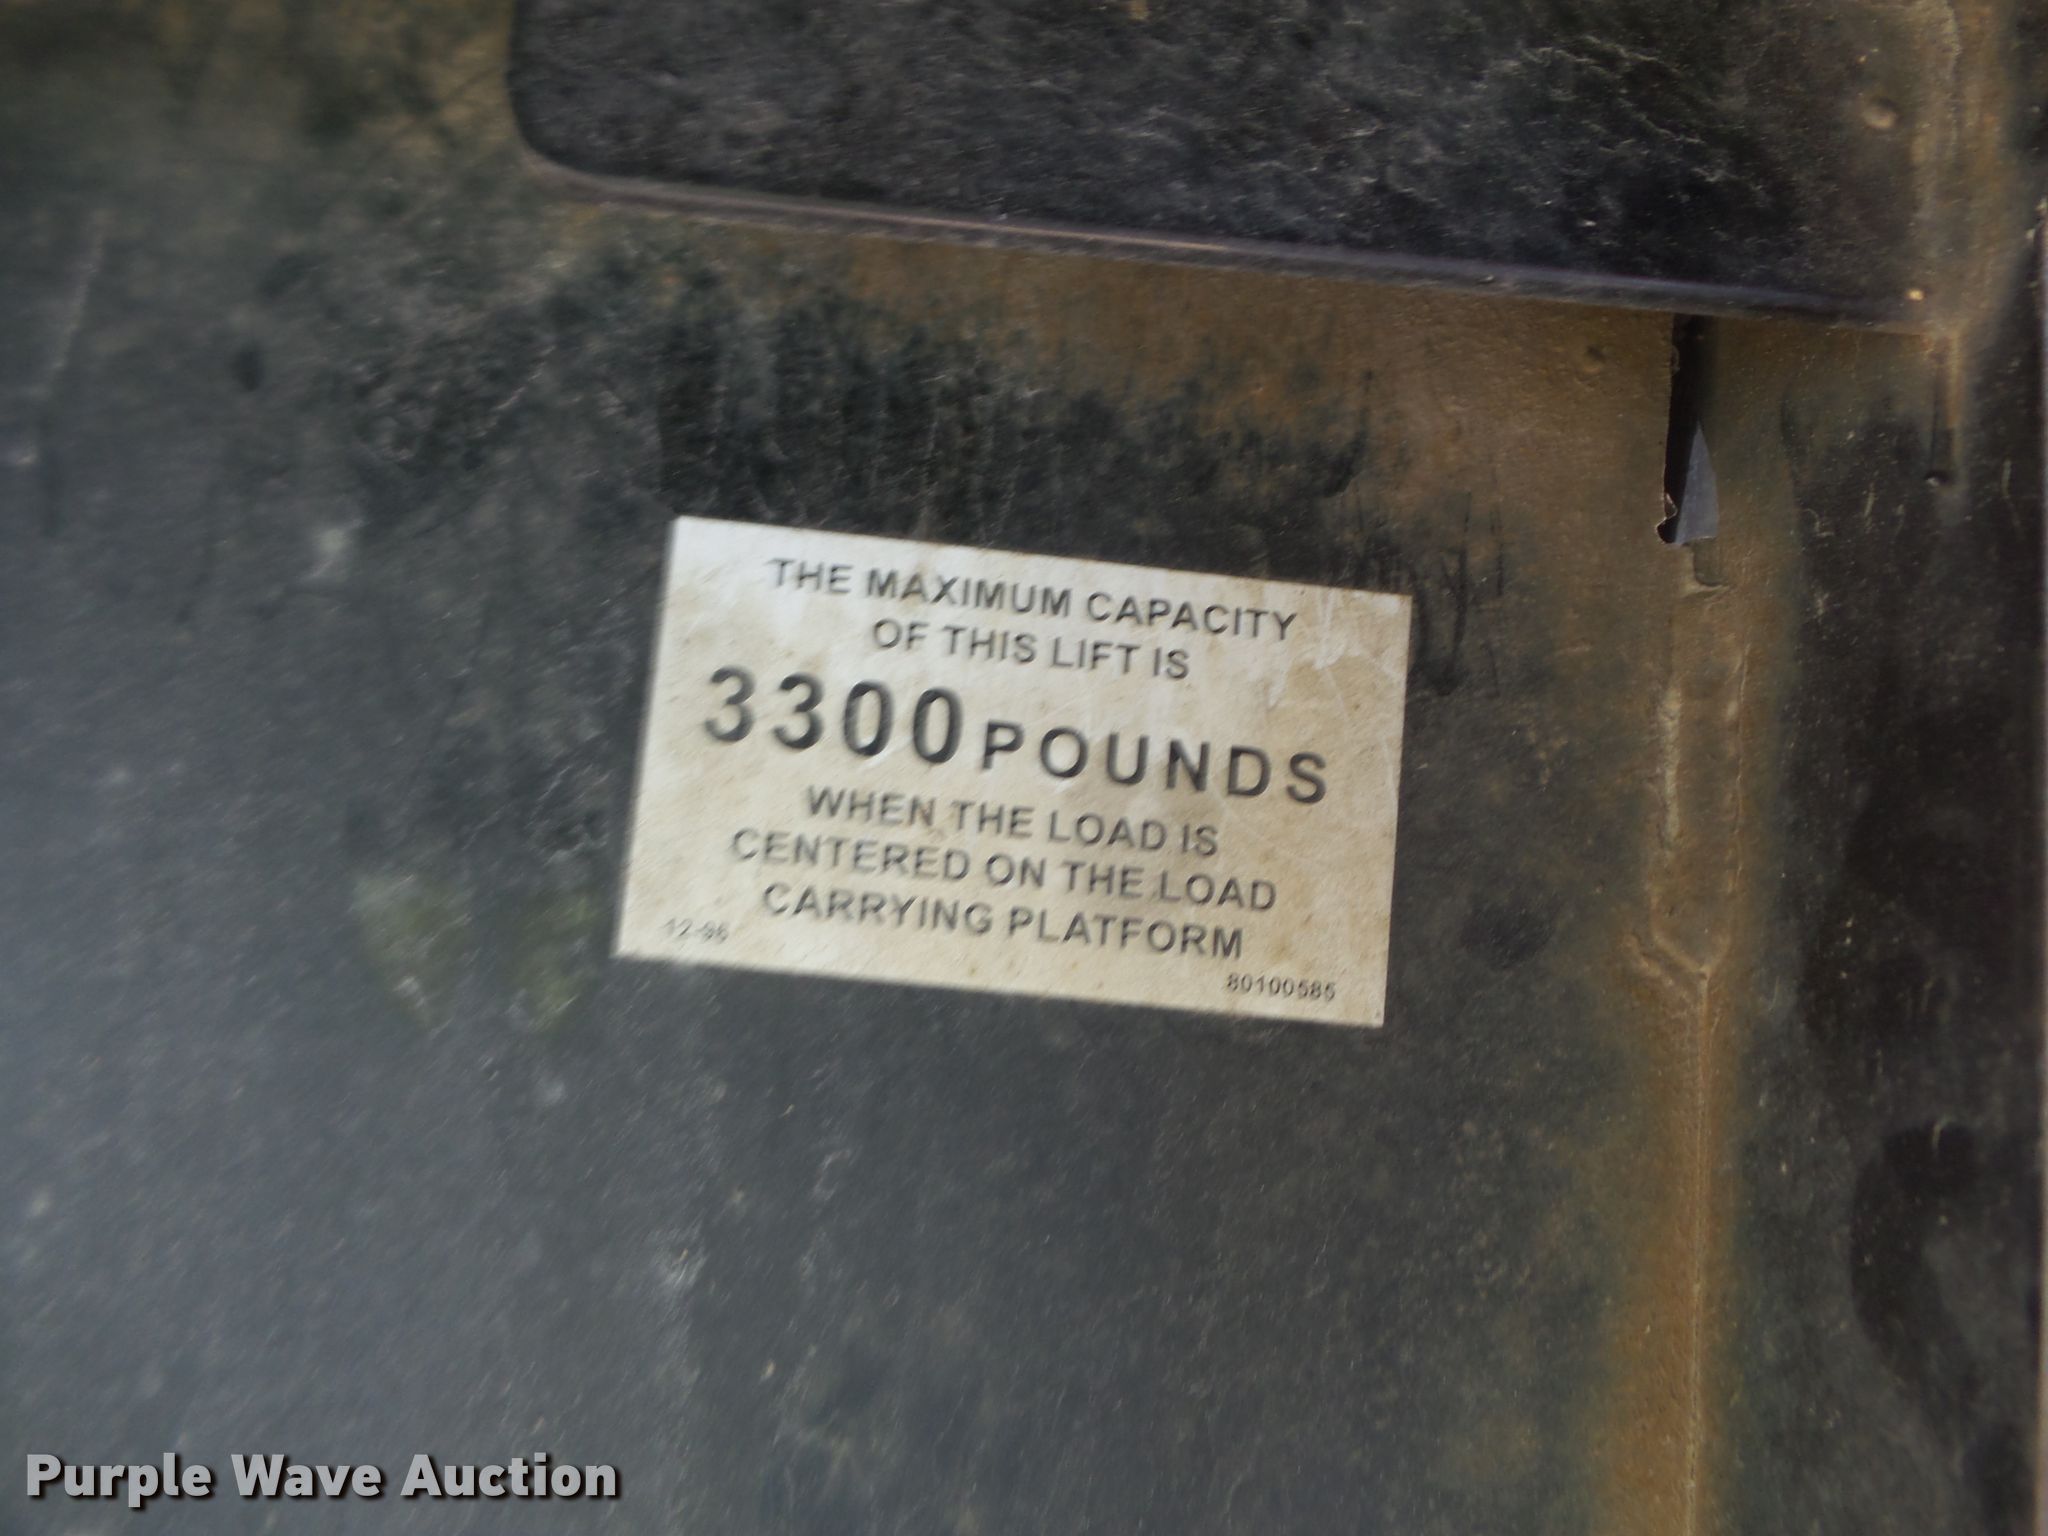 THE MAXIMUM CAPACITY
OF THIS LIFT IS
3300 POUNDS
WHEN THE LOAD IS
CENTERED ON THE LOAD
CARRYING PLATFORM
80100585
Purple Wave Auction